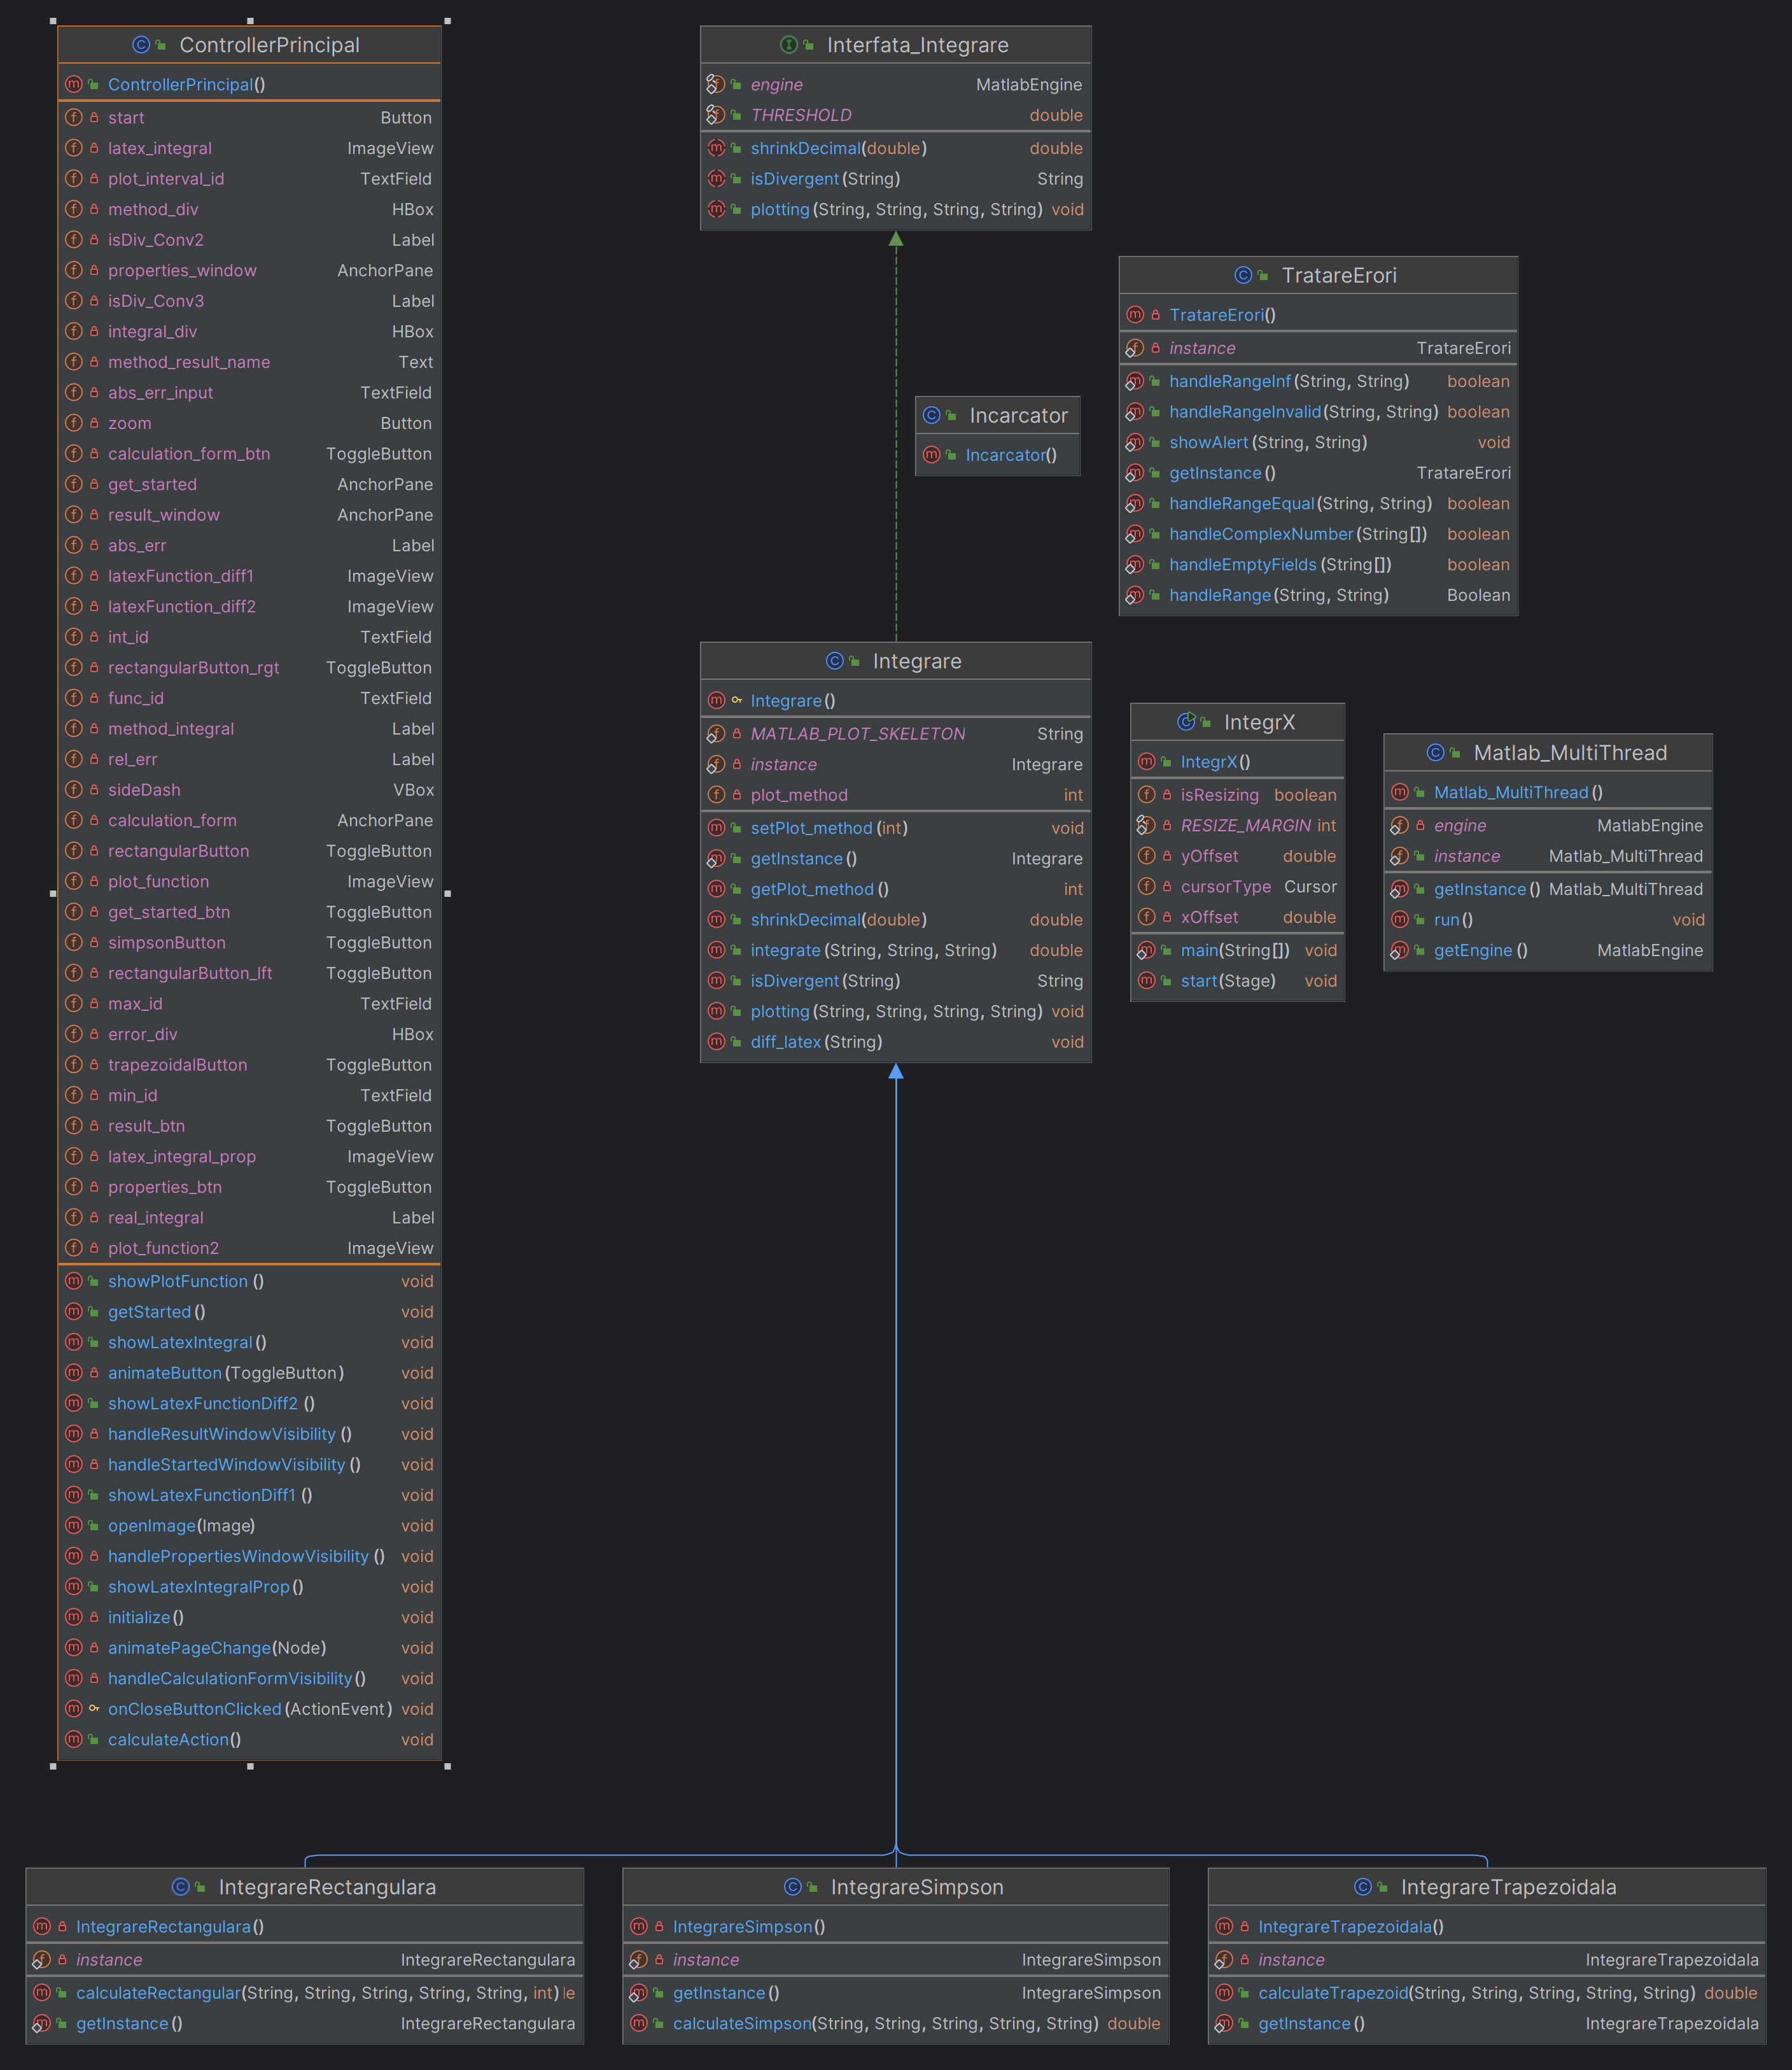 ControllerPrincipal
ControllerPrincipal()
start Button
latex_integral ImageView
plot_interval_id TextField
method_div HBox
isDiv_Conv2 Label
properties_window AnchorPane
isDiv_Conv3 Label
integral_div HBox
method_result_name Text
abs_err_input TextField
zoom Button
calculation_form_btn ToggleButton
get_started AnchorPane
result_window AnchorPane
abs_err Label
latexFunction_diff1 ImageView
latexFunction_diff2 ImageView
int_id TextField
rectangularButton_rgt ToggleButton
func_id TextField
method_integral Label
rel_err Label
sideDash VBox
calculation_form AnchorPane
rectangularButton ToggleButton
plot_function ImageView
get_started_btn ToggleButton
simpsonButton ToggleButton
rectangularButton_lft ToggleButton
max_id TextField
error_div HBox
trapezoidalButton ToggleButton
min_id TextField
result_btn ToggleButton
latex_integral_prop ImageView
properties_btn ToggleButton
real_integral Label
plot_function2 ImageView
showPlotFunction() void
getStarted() void
showLatexIntegral() void
animateButton(ToggleButton) void
showLatexFunctionDiff2() void
handleResultWindowVisibility() void
handleStartedWindowVisibility() void
showLatexFunctionDiff1() void
openImage(Image) void
handlePropertiesWindowVisibility() void
showLatexIntegralProp() void
initialize() void
animatePageChange(Node) void
handleCalculationFormVisibility() void
onCloseButtonClicked(ActionEvent) void
calculateAction() void
Interfata_Integrare
engine MatlabEngine
THRESHOLD double
shrinkDecimal(double) double
isDivergent(String) String
plotting(String, String, String, String) void
TratareErori
TratareErori()
instance TratareErori
handleRangeInf(String, String) boolean
handleRangeInvalid(String, String) boolean
showAlert(String, String) void
getInstance() TratareErori
handleRangeEqual(String, String) boolean
handleComplexNumber(String[]) boolean
handleEmptyFields(String[]) boolean
handleRange(String, String) Boolean
Incarcator
Incarcator()
Integrare
Integrare()
MATLAB_PLOT_SKELETON String
instance Integrare
plot_method int
setPlot_method(int) void
getInstance() Integrare
getPlot_method() int
shrinkDecimal(double) double
integrate(String, String, String) double
isDivergent(String) String
plotting(String, String, String, String) void
diff_latex(String) void
IntegrX
IntegrX()
isResizing boolean
RESIZE_MARGIN int
yOffset double
cursorType Cursor
xOffset double
main(String[]) void
start(Stage) void
Matlab_MultiThread
Matlab_MultiThread()
engine MatlabEngine
instance Matlab_MultiThread
getInstance() Matlab_MultiThread
run() void
getEngine() MatlabEngine
IntegrareRectangulara
IntegrareRectangulara()
instance IntegrareRectangulara
calculateRectangular(String, String, String, String, String, int) le
getInstance() IntegrareRectangulara
IntegrareSimpson
IntegrareSimpson()
instance IntegrareSimpson
getInstance() IntegrareSimpson
calculateSimpson(String, String, String, String, String) double
IntegrareTrapezoidala
IntegrareTrapezoidala()
instance IntegrareTrapezoidala
calculateTrapezoid(String, String, String, String, String) double
getInstance() IntegrareTrapezoidala